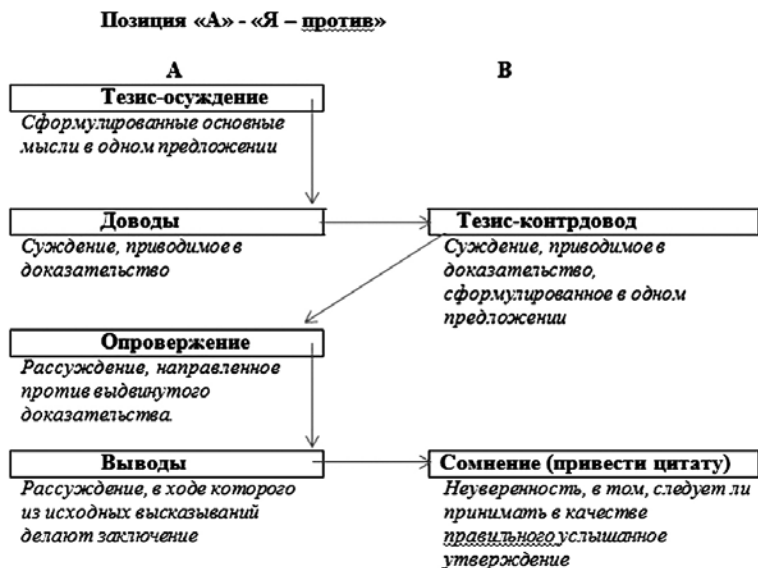 Позиция «А» - «Я – против»
А
В
Тезис-осуждение
Сформулированные основные
мысли в одном предложении
Доводы
Суждение, приводимое в
доказательство
Тезис-контрдовод
Суждение, приводимое в
доказательство,
сформулированное в одном
предложении
Опровержение
Рассуждение, направленное
против выдвинутого
доказательства.
Выводы
Рассуждение, в ходе которого
из исходных высказываний
делают заключение
Сомнение (привести цитату)
Неуверенность, в том, следует ли
принимать в качестве
правильного услышанное
утверждение